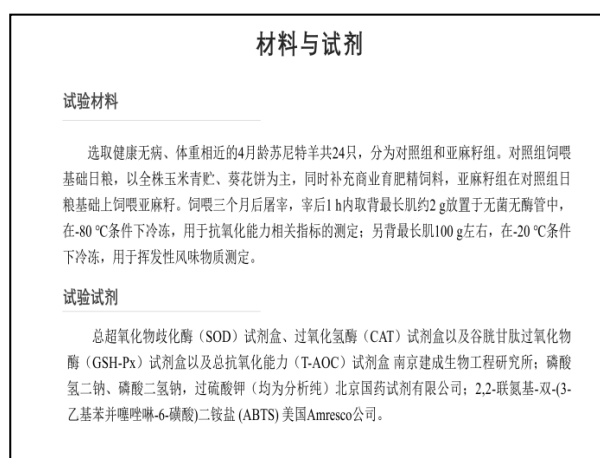 材料与试剂
试验材料
选取健康无病、体重相近的4月龄苏尼特羊共24只，分为对照组和亚麻籽组。对照组饲喂
基础日粮，以全株玉米青贮、葵花饼为主，同时补充商业育肥精饲料，亚麻籽组在对照组日
粮基础上饲喂亚麻籽。饲喂三个月后屠宰，宰后1 h内取背最长肌约2 g放置于无菌无酶管中，
在-80 ℃条件下冷冻，用于抗氧化能力相关指标的测定；另背最长肌100 g左右，在-20 ℃条件
下冷冻，用于挥发性风味物质测定。
试验试剂
总超氧化物歧化酶（SOD）试剂盒、过氧化氢酶（CAT）试剂盒以及谷胱甘肽过氧化物
酶（GSH-Px）试剂盒以及总抗氧化能力（T-AOC）试剂盒 南京建成生物工程研究所；磷酸
氢二钠、磷酸二氢钠，过硫酸钾（均为分析纯）北京国药试剂有限公司；2,2-联氮基-双-(3-
乙基苯并噻唑啉-6-磺酸)二铵盐 (ABTS) 美国Amresco公司。